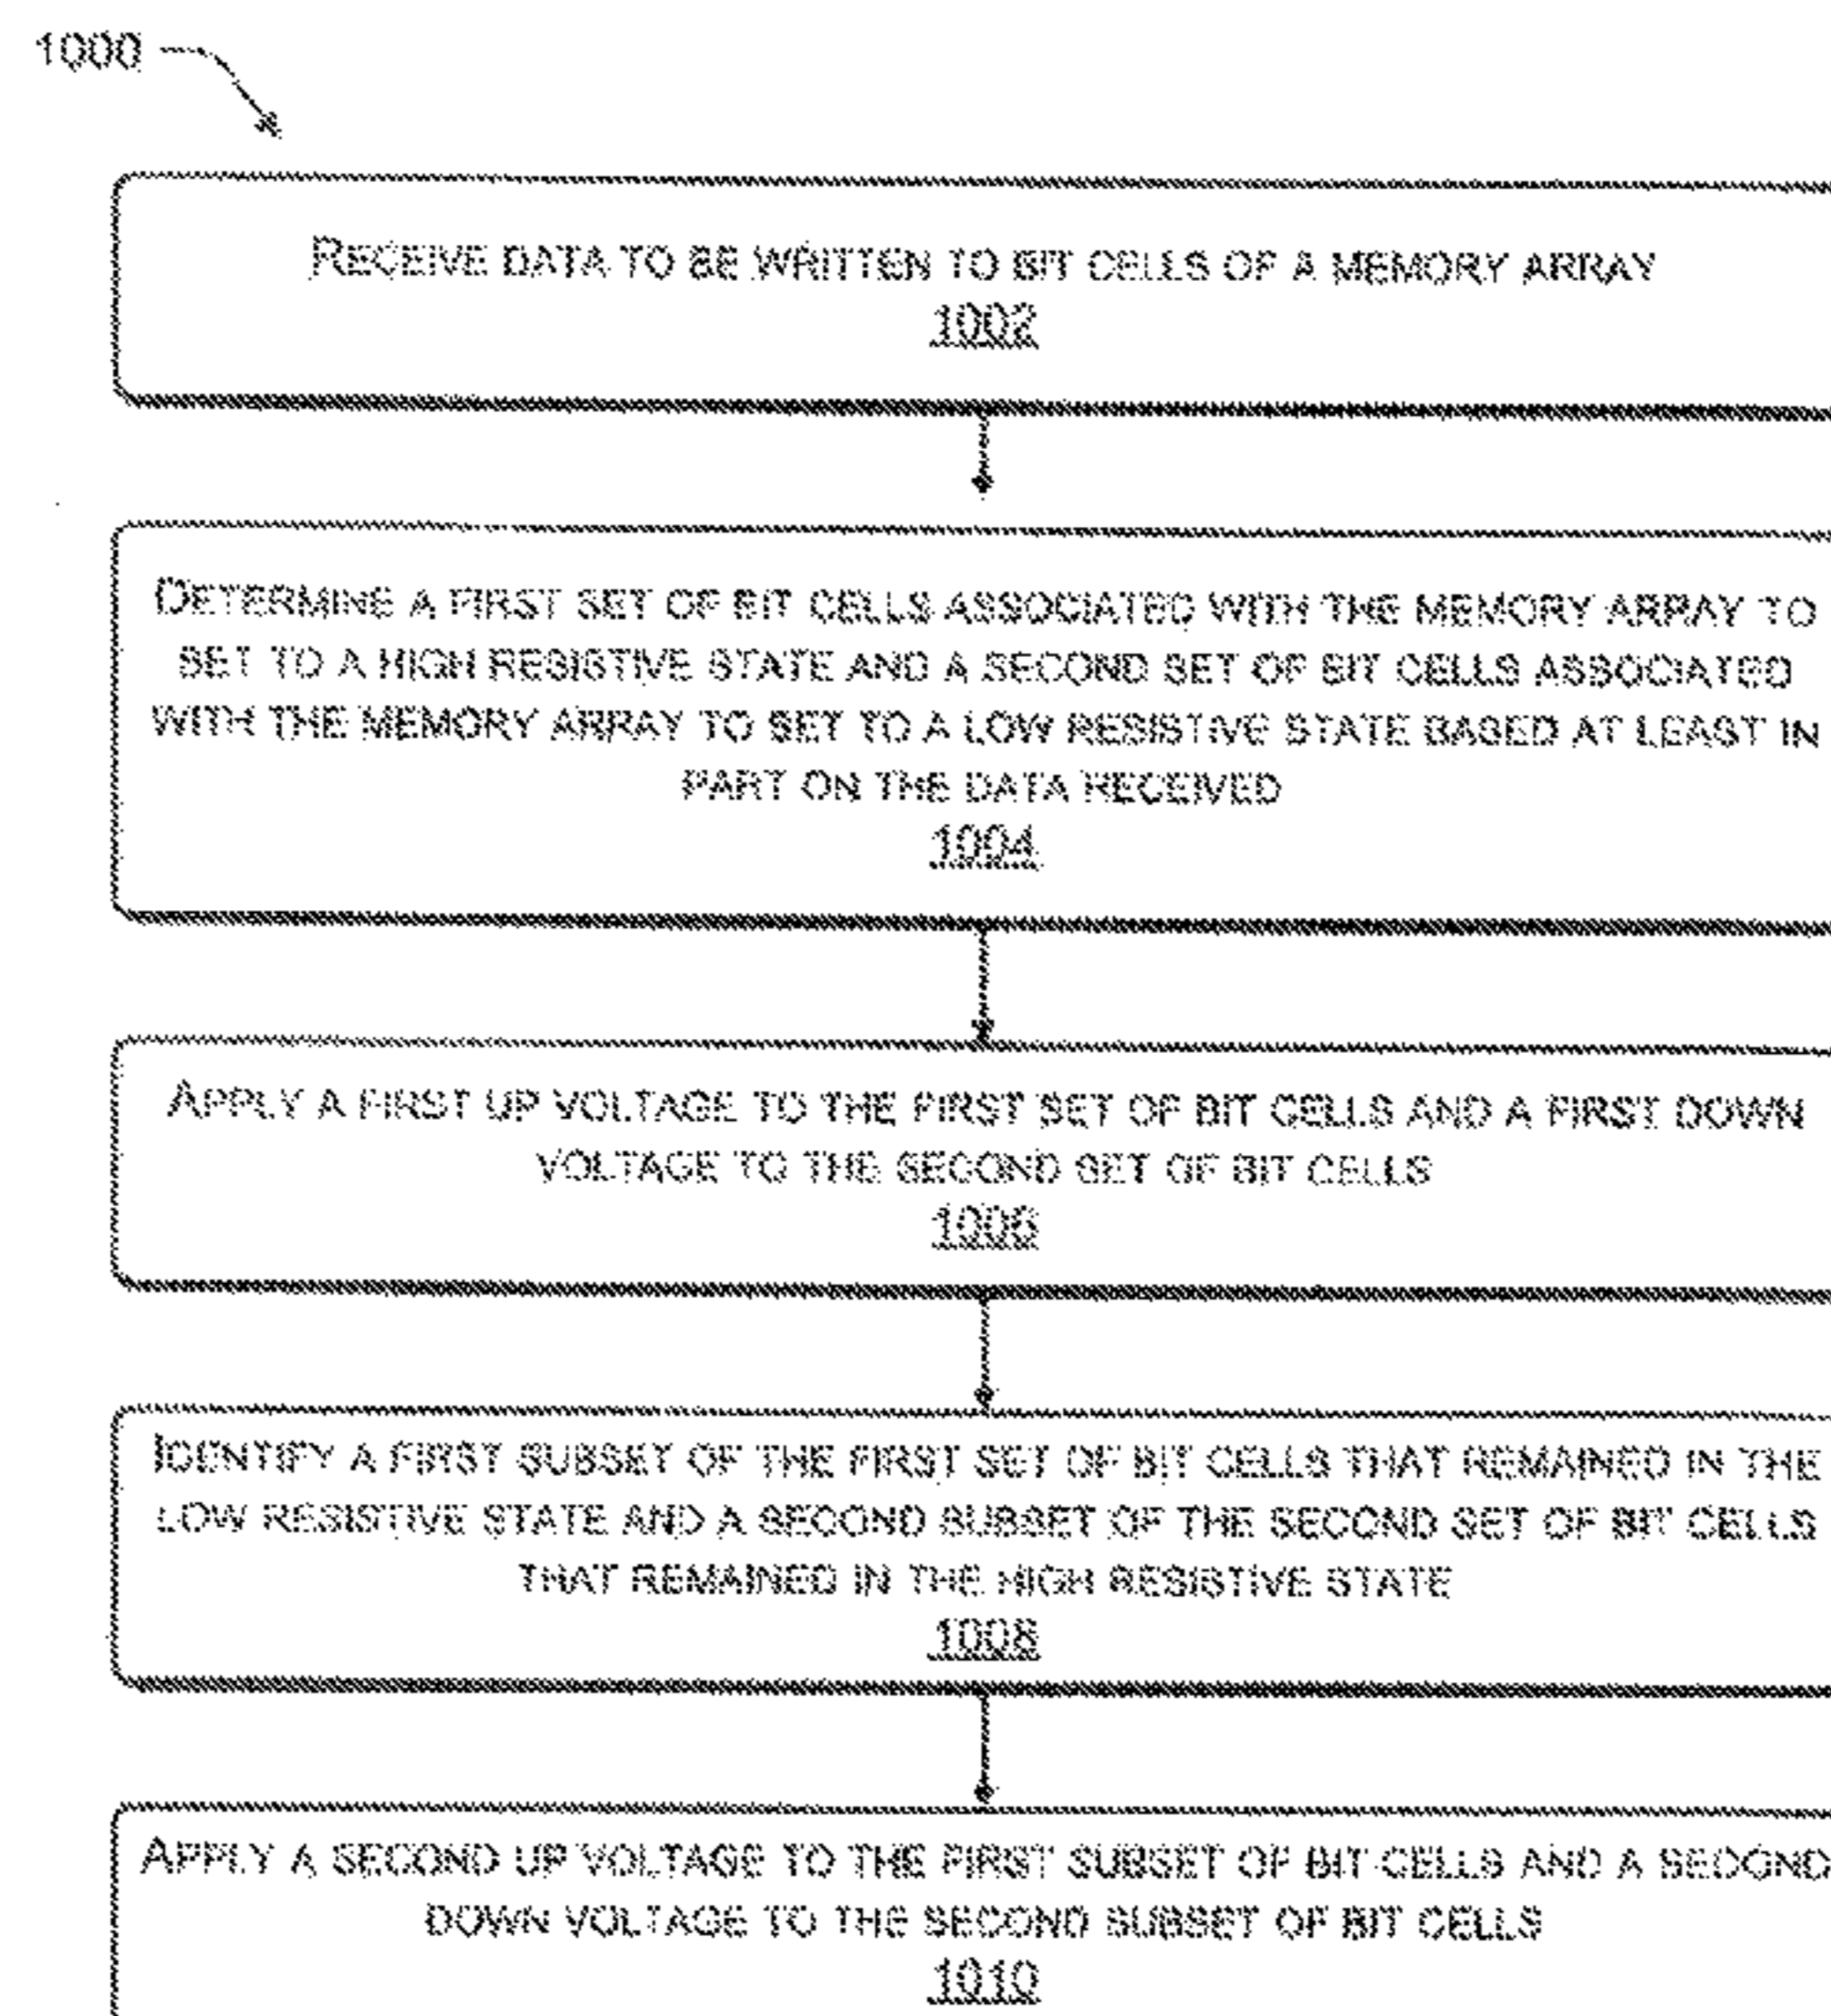 1000
RECEIVE DATA TO BE WRITTEN TO BIT CELLS OF A MEMORY ARRAY
1002
DETERMINE A FIRST SET OF BIT CELLS ASSOCIATED WITH THE MEMORY ARRAY TO
SET TO A HIGH RESISTIVE STATE AND A SECOND SET OF BIT CELLS ASSOCIATED
WITH THE MEMORY ARRAY TO SET TO A LOW RESISTIVE STATE BASED AT LEAST IN
PART ON THE DATA RECEIVED
1004
APPLY A FIRST UP VOLTAGE TO THE FIRST SET OF BIT CELLS AND A FIRST DOWN
VOLTAGE TO THE SECOND SET OF BIT CELLS
1006
IDENTIFY A FIRST SUBSET OF THE FIRST SET OF BIT CELLS THAT REMAINED IN THE
LOW RESISTIVE STATE AND A SECOND SUBSET OF THE SECOND SET OF BIT CELLS
THAT REMAINED IN THE HIGH RESISTIVE STATE
1008
APPLY A SECOND UP VOLTAGE TO THE FIRST SUBSET OF BIT CELLS AND A SECOND
DOWN VOLTAGE TO THE SECOND SUBSET OF BIT CELLS
1010